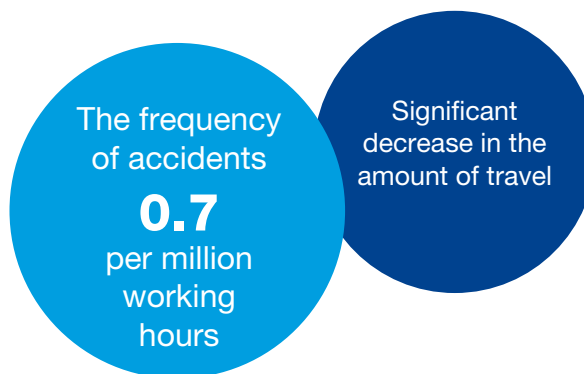 The frequency
of accidents
0.7
per million
working
hours
Significant
decrease in the
amount of travel